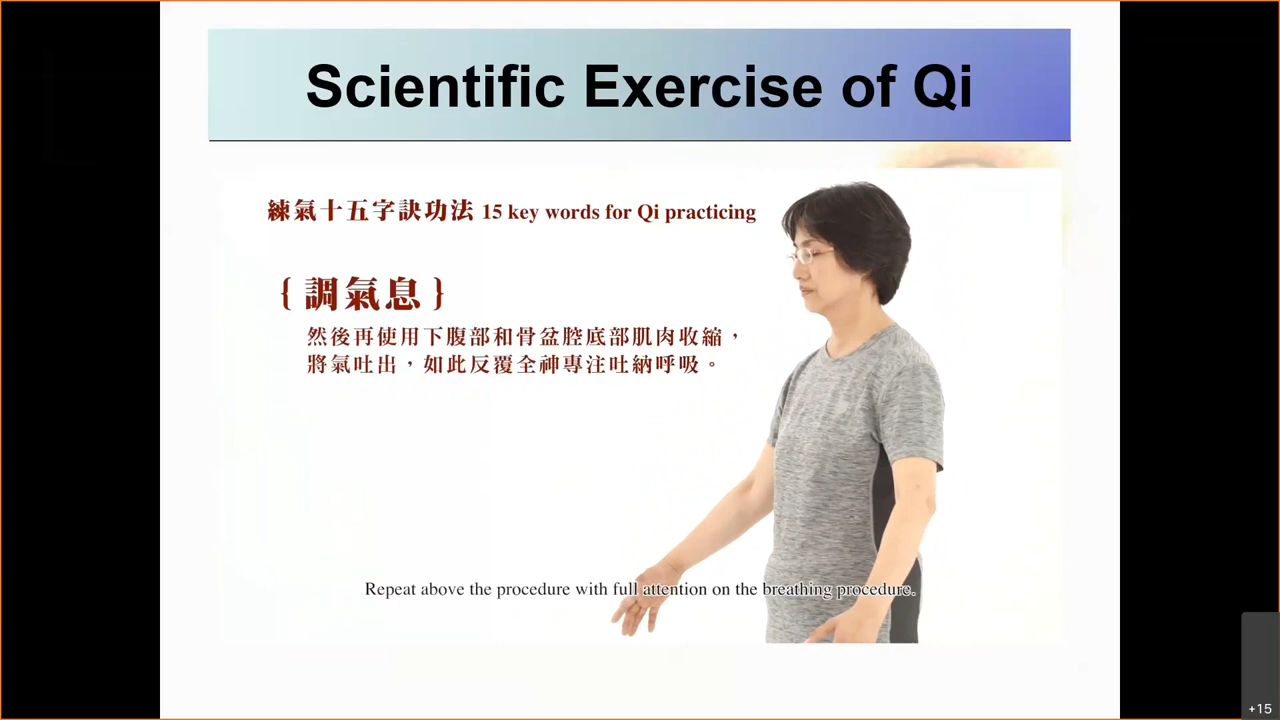 Scientific Exercise of Qi
練氣十五字訣功法 15 key words for Qi practicing
{調氣息}
然後再使用下腹部和骨盆腔底部肌肉收縮，
將氣吐出，如此反覆全神專注吐納呼吸。
Repeat above the procedure with full attention on the breathing procedure.
+15